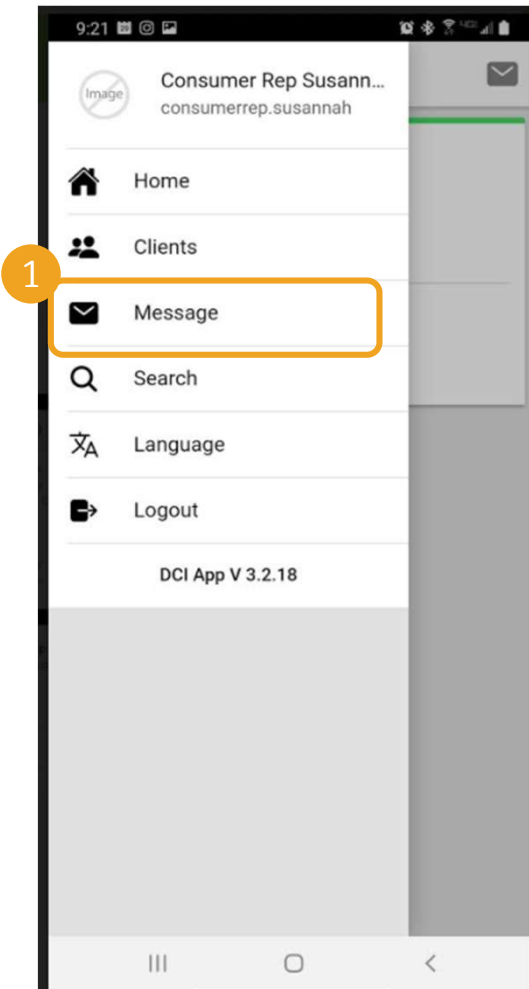 9:21
Image
Consumer Rep Susann...
consumerrep.susannah
Home
Clients
1
Message
Search
Language
Logout
DCI App V 3.2.18